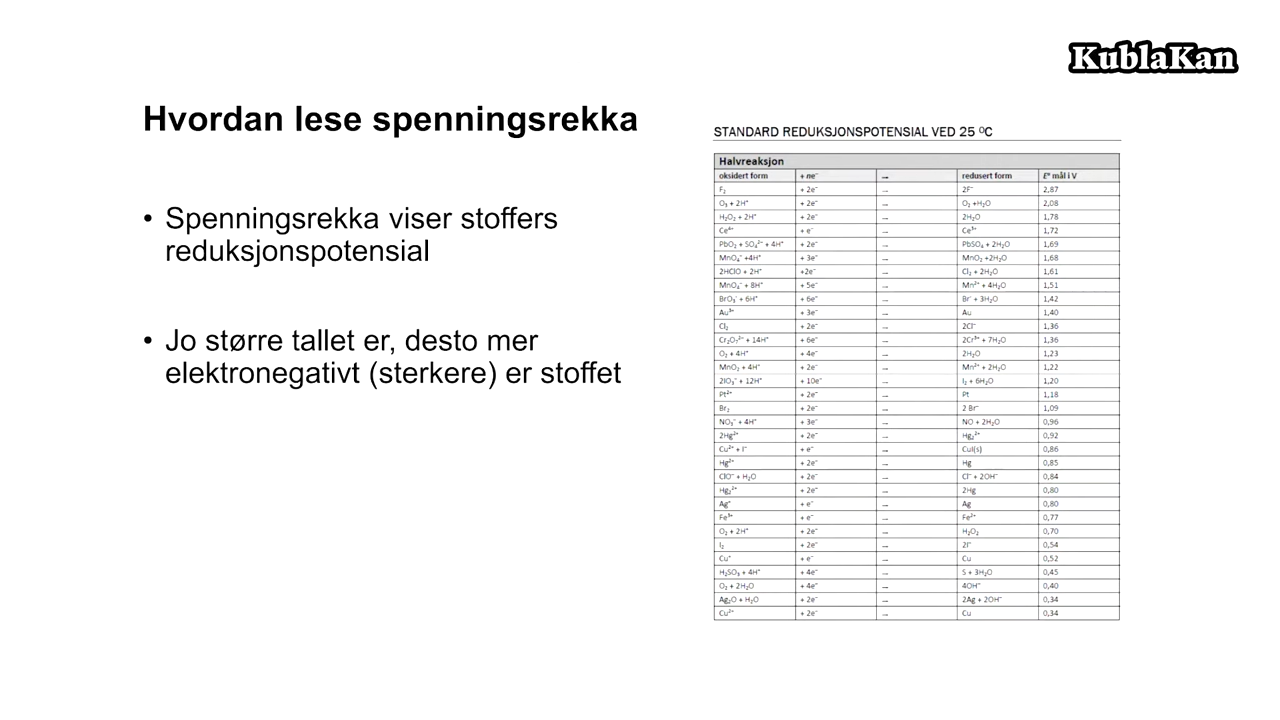 KublaKan
Hvordan lese spenningsrekka
• Spenningsrekka viser stoffers
reduksjonspotensial
• Jo større tallet er, desto mer
elektronegativt (sterkere) er stoffet
STANDARD REDUKSJONSPOTENSIAL VED 25 ⁰C
Halvreaksjon
oksidert form + ne⁻ → redusert form E° mål i V
F₂ + 2e⁻ → 2F⁻ 2,87
O₃ + 2H⁺ + 2e⁻ → O₂ +H₂O 2,08
H₂O₂ + 2H⁺ + 2e⁻ → 2H₂O 1,78
Ce⁴⁺ + e⁻ → Ce³⁺ 1,72
PbO₂ + SO₄²⁻ + 4H⁺ + 2e⁻ → PbSO₄ + 2H₂O 1,69
MnO₄⁻ +4H⁺ + 3e⁻ → MnO₂ +2H₂O 1,68
2HClO + 2H⁺ +2e⁻ → Cl₂ + 2H₂O 1,61
MnO₄⁻ + 8H⁺ + 5e⁻ → Mn²⁺ + 4H₂O 1,51
BrO₃⁻ + 6H⁺ + 6e⁻ → Br⁻ + 3H₂O 1,42
Au³⁺ + 3e⁻ → Au 1,40
Cl₂ + 2e⁻ → 2Cl⁻ 1,36
Cr₂O₇²⁻ + 14H⁺ + 6e⁻ → 2Cr³⁺ + 7H₂O 1,36
O₂ + 4H⁺ + 4e⁻ → 2H₂O 1,23
MnO₂ + 4H⁺ + 2e⁻ → Mn²⁺ + 2H₂O 1,22
2IO₃⁻ + 12H⁺ + 10e⁻ → I₂ + 6H₂O 1,20
Pt²⁺ + 2e⁻ → Pt 1,18
Br₂ + 2e⁻ → 2 Br⁻ 1,09
NO₃⁻ + 4H⁺ + 3e⁻ → NO + 2H₂O 0,96
2Hg²⁺ + 2e⁻ → Hg₂²⁺ 0,92
Cu²⁺ + I⁻ + e⁻ → CuI(s) 0,86
Hg²⁺ + 2e⁻ → Hg 0,85
ClO⁻ + H₂O + 2e⁻ → Cl⁻ + 2OH⁻ 0,84
Hg₂²⁺ + 2e⁻ → 2Hg 0,80
Ag⁺ + e⁻ → Ag 0,80
Fe³⁺ + e⁻ → Fe²⁺ 0,77
O₂ + 2H⁺ + 2e⁻ → H₂O₂ 0,70
I₂ + 2e⁻ → 2I⁻ 0,54
Cu⁺ + e⁻ → Cu 0,52
H₂SO₃ + 4H⁺ + 4e⁻ → S + 3H₂O 0,45
O₂ + 2H₂O + 4e⁻ → 4OH⁻ 0,40
Ag₂O + H₂O + 2e⁻ → 2Ag + 2OH⁻ 0,34
Cu²⁺ + 2e⁻ → Cu 0,34